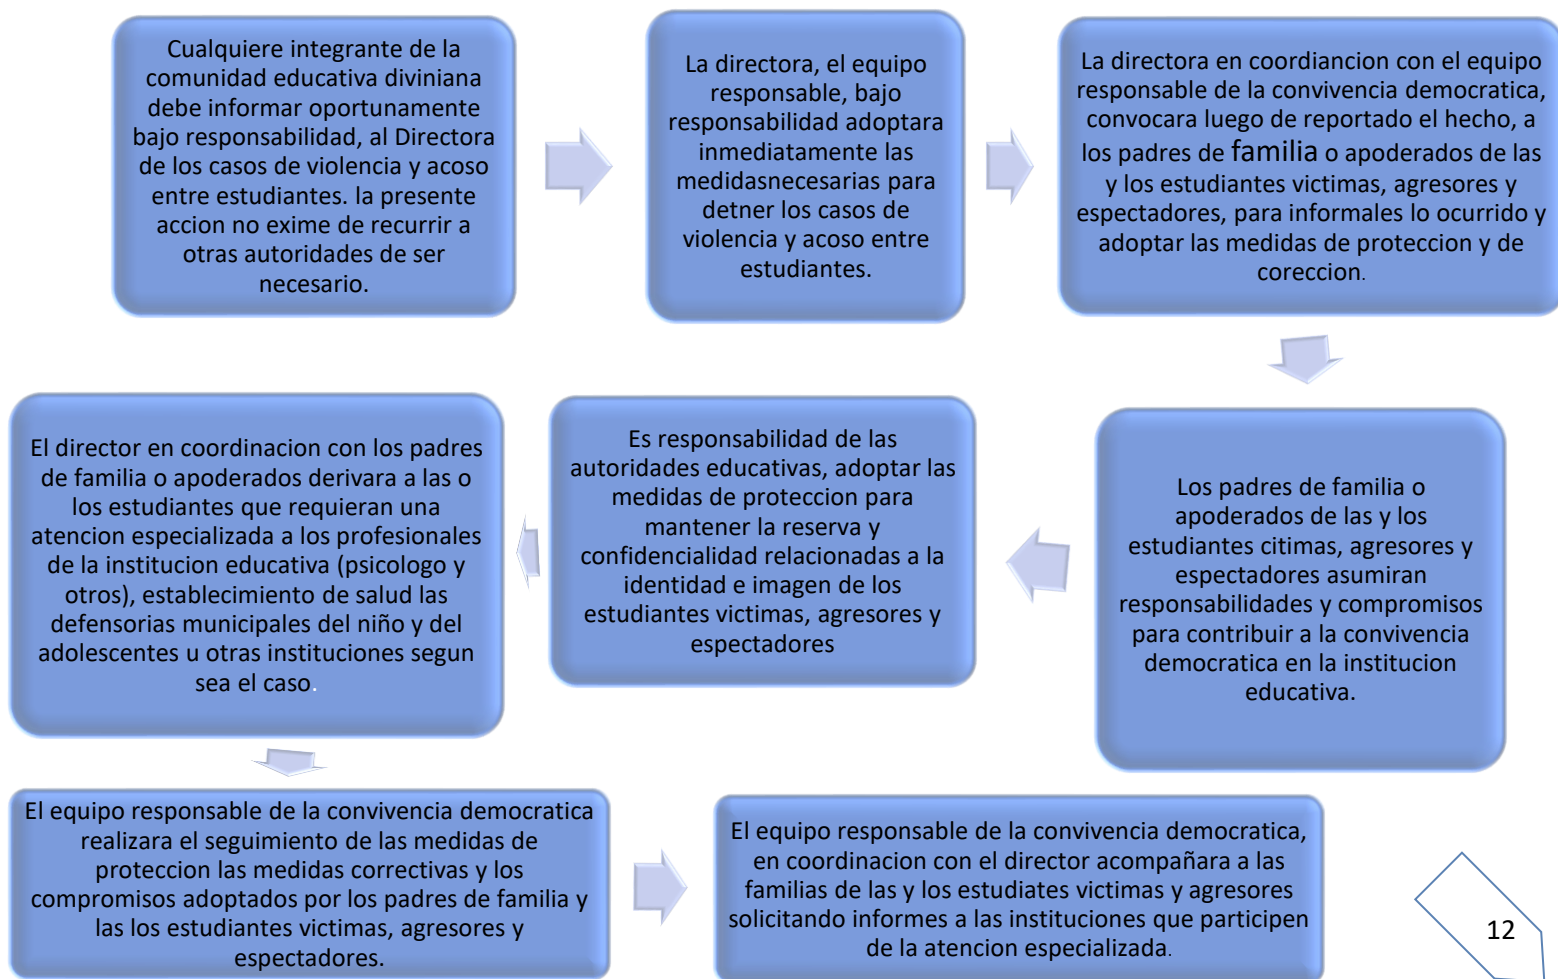 Cualquiere integrante de la
comunidad educativa diviniana
debe informar oportunamente
bajo responsabilidad, al Directora
de los casos de violencia y acoso
entre estudiantes. la presente
accion no exime de recurrir a
otras autoridades de ser
necesario.
La directora, el equipo
responsable, bajo
responsabilidad adoptara
inmediatamente las
medidasnecesarias para
detner los casos de
violencia y acoso entre
estudiantes.
La directora en coordiancion con el equipo
responsable de la convivencia democratica,
convocara luego de reportado el hecho, a
los padres de familia o apoderados de las
y los estudiantes victimas, agresores y
espectadores, para informales lo ocurrido y
adoptar las medidas de proteccion y de
coreccion.
Los padres de familia o
apoderados de las y los
estudiantes citimas, agresores y
espectadores asumiran
responsabilidades y compromisos
para contribuir a la convivencia
democratica en la institucion
educativa.
Es responsabilidad de las
autoridades educativas, adoptar las
medidas de proteccion para
mantener la reserva y
confidencialidad relacionadas a la
identidad e imagen de los
estudiantes victimas, agresores y
espectadores
El director en coordinacion con los padres
de familia o apoderados derivara a las o
los estudiantes que requieran una
atencion especializada a los profesionales
de la institucion educativa (psicologo y
otros), establecimiento de salud las
defensorias municipales del niño y del
adolescentes u otras instituciones segun
sea el caso.
El equipo responsable de la convivencia democratica
realizara el seguimiento de las medidas de
proteccion las medidas correctivas y los
compromisos adoptados por los padres de familia y
las los estudiantes victimas, agresores y
espectadores.
El equipo responsable de la convivencia democratica,
en coordinacion con el director acompañara a las
familias de las y los estudiates victimas y agresores
solicitando informes a las instituciones que participen
de la atencion especializada.
12